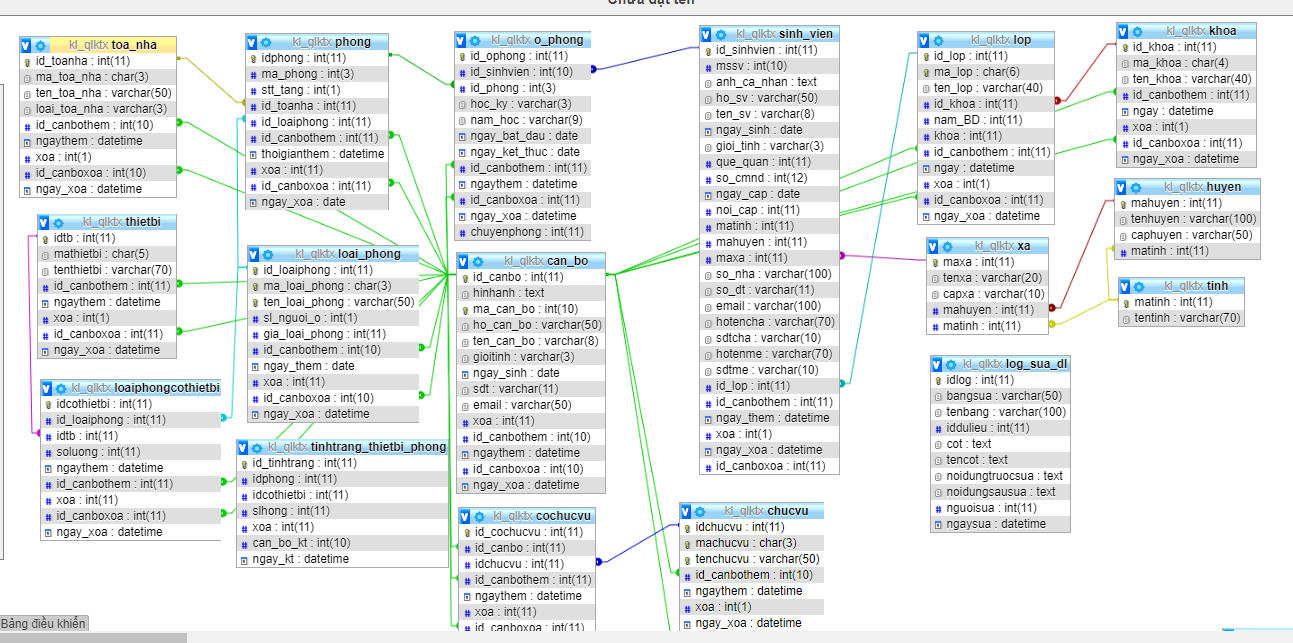 Chưa đặt tên
kl_qlktx toa_nha
id_toanha : int(11)
ma_toa_nha : char(3)
ten_toa_nha : varchar(50)
loai_toa_nha : varchar(3)
id_canbothem : int(10)
ngaythem : datetime
xoa : int(1)
id_canboxoa : int(10)
ngay_xoa : datetime
kl_qlktx phong
idphong : int(11)
ma_phong : int(3)
stt_tang : int(1)
id_toanha : int(11)
id_loaiphong : int(11)
id_canbothem : int(11)
thoigianthem : datetime
xoa : int(11)
id_canboxoa : int(11)
ngay_xoa : date
kl_qlktx o_phong
id_ophong : int(11)
id_sinhvien : int(10)
id_phong : int(3)
hoc_ky : varchar(3)
nam_hoc : varchar(9)
ngay_bat_dau : date
ngay_ket_thuc : date
id_canbothem : int(11)
ngaythem : datetime
id_canboxoa : int(11)
ngay_xoa : datetime
chuyenphong : int(11)
kl_qlktx sinh_vien
id_sinhvien : int(11)
mssv : int(10)
anh_ca_nhan : text
ho_sv : varchar(50)
ten_sv : varchar(8)
ngay_sinh : date
gioi_tinh : varchar(3)
que_quan : int(11)
so_cmnd : int(12)
ngay_cap : date
noi_cap : int(11)
matinh : int(11)
mahuyen : int(11)
maxa : int(11)
so_nha : varchar(100)
so_dt : varchar(11)
email : varchar(100)
hotencha : varchar(70)
sdtcha : varchar(10)
hotenme : varchar(70)
sdtme : varchar(10)
id_lop : int(11)
id_canbothem : int(11)
ngay_them : datetime
xoa : int(1)
ngay_xoa : datetime
id_canboxoa : int(11)
kl_qlktx lop
id_lop : int(11)
ma_lop : char(6)
ten_lop : varchar(40)
id_khoa : int(11)
nam_BD : int(11)
khoa : int(11)
id_canbothem : int(11)
ngay : datetime
xoa : int(1)
id_canboxoa : int(11)
ngay_xoa : datetime
kl_qlktx khoa
id_khoa : int(11)
ma_khoa : char(4)
ten_khoa : varchar(40)
id_canbothem : int(11)
ngay : datetime
xoa : int(1)
id_canboxoa : int(11)
ngay_xoa : datetime
kl_qlktx thietbi
idtb : int(11)
mathietbi : char(5)
tenthietbi : varchar(70)
id_canbothem : int(11)
ngaythem : datetime
xoa : int(1)
id_canboxoa : int(11)
ngay_xoa : datetime
kl_qlktx loai_phong
id_loaiphong : int(11)
ma_loai_phong : char(3)
ten_loai_phong : varchar(50)
sl_nguoi_o : int(1)
gia_loai_phong : int(11)
id_canbothem : int(10)
ngay_them : date
xoa : int(11)
id_canboxoa : int(10)
ngay_xoa : datetime
kl_qlktx can_bo
id_canbo : int(11)
hinhanh : text
ma_can_bo : int(10)
ho_can_bo : varchar(50)
ten_can_bo : varchar(8)
gioitinh : varchar(3)
ngay_sinh : date
sdt : varchar(11)
email : varchar(50)
xoa : int(11)
id_canbothem : int(10)
ngaythem : datetime
id_canboxoa : int(10)
ngay_xoa : datetime
kl_qlktx xa
maxa : int(11)
tenxa : varchar(20)
capxa : varchar(10)
mahuyen : int(11)
matinh : int(11)
kl_qlktx huyen
mahuyen : int(11)
tenhuyen : varchar(100)
caphuyen : varchar(50)
matinh : int(11)
kl_qlktx tinh
matinh : int(11)
tentinh : varchar(70)
kl_qlktx loaiphongcothietbi
idcothietbi : int(11)
id_loaiphong : int(11)
idtb : int(11)
soluong : int(11)
ngaythem : datetime
id_canbothem : int(11)
xoa : int(11)
id_canboxoa : int(11)
ngay_xoa : datetime
kl_qlktx tinhtrang_thietbi_phong
id_tinhtrang : int(11)
idphong : int(11)
idcothietbi : int(11)
slhong : int(11)
xoa : int(11)
can_bo_kt : int(10)
ngay_kt : datetime
kl_qlktx cochucvu
id_cochucvu : int(11)
id_canbo : int(11)
idchucvu : int(11)
id_canbothem : int(11)
ngaythem : datetime
xoa : int(11)
id_canboxoa : int(11)
kl_qlktx chucvu
idchucvu : int(11)
machucvu : char(3)
tenchucvu : varchar(50)
id_canbothem : int(10)
ngaythem : datetime
xoa : int(1)
ngay_xoa : datetime
kl_qlktx log_sua_dl
idlog : int(11)
bangsua : varchar(50)
tenbang : varchar(100)
iddulieu : int(11)
cot : text
tencot : text
noidungtruocsua : text
noidungsausua : text
nguoisua : int(11)
ngaysua : datetime
Bảng điều khiển